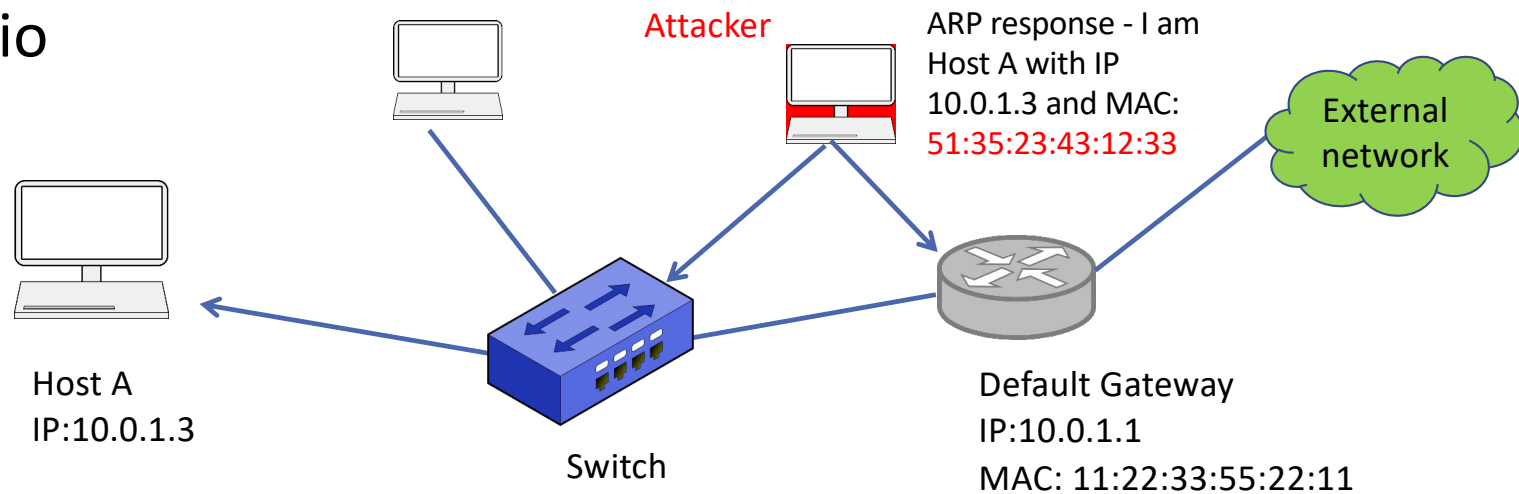 io
Attacker
ARP response - I am
Host A with IP
10.0.1.3 and MAC:
51:35:23:43:12:33
External
network
Host A
IP:10.0.1.3
Switch
Default Gateway
IP:10.0.1.1
MAC: 11:22:33:55:22:11